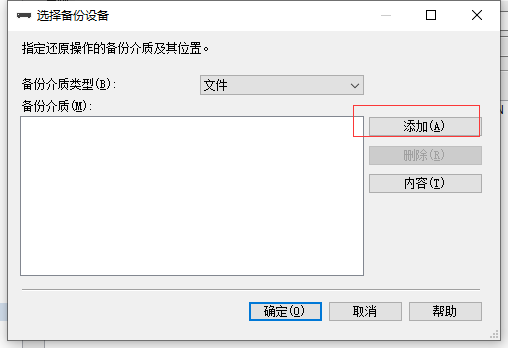 选择备份设备
指定还原操作的备份介质及其位置。
备份介质类型(B):
文件
备份介质(M):
添加(A)
删除(R)
内容(T)
确定(O)
取消
帮助
N